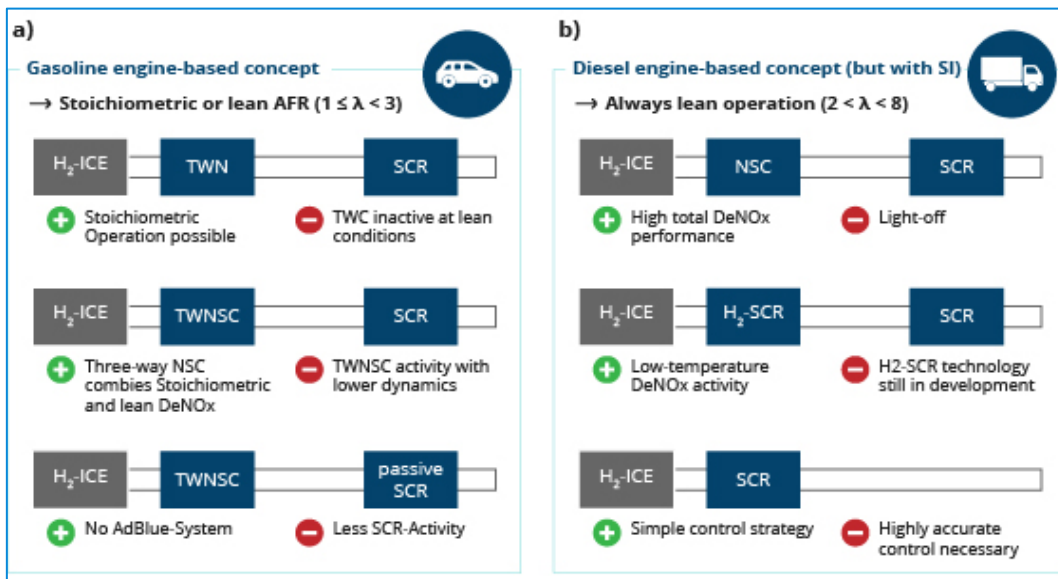 a)
Gasoline engine-based concept
→ Stoichiometric or lean AFR (1 ≤ λ < 3)
H₂-ICE
TWN
SCR
Stoichiometric
Operation possible
TWC inactive at lean
conditions
H₂-ICE
TWNSC
SCR
Three-way NSC
combies Stoichiometric
and lean DeNOx
TWNSC activity with
lower dynamics
H₂-ICE
TWNSC
passive
SCR
No AdBlue-System
Less SCR-Activity
b)
Diesel engine-based concept (but with SI)
→ Always lean operation (2 < λ < 8)
H₂-ICE
NSC
SCR
High total DeNOx
performance
Light-off
H₂-ICE
H₂-SCR
SCR
Low-temperature
DeNOx activity
H2-SCR technology
still in development
H₂-ICE
SCR
Simple control strategy
Highly accurate
control necessary